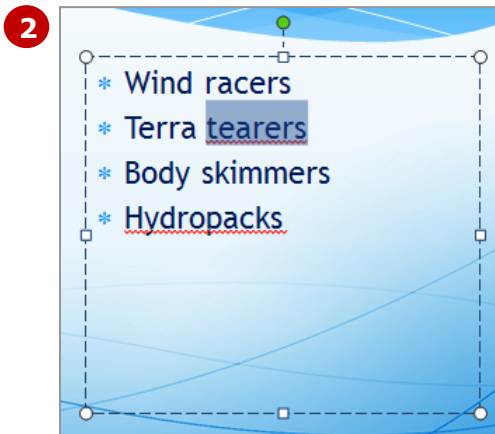 2
* Wind racers
* Terra tearers
* Body skimmers
* Hydropacks